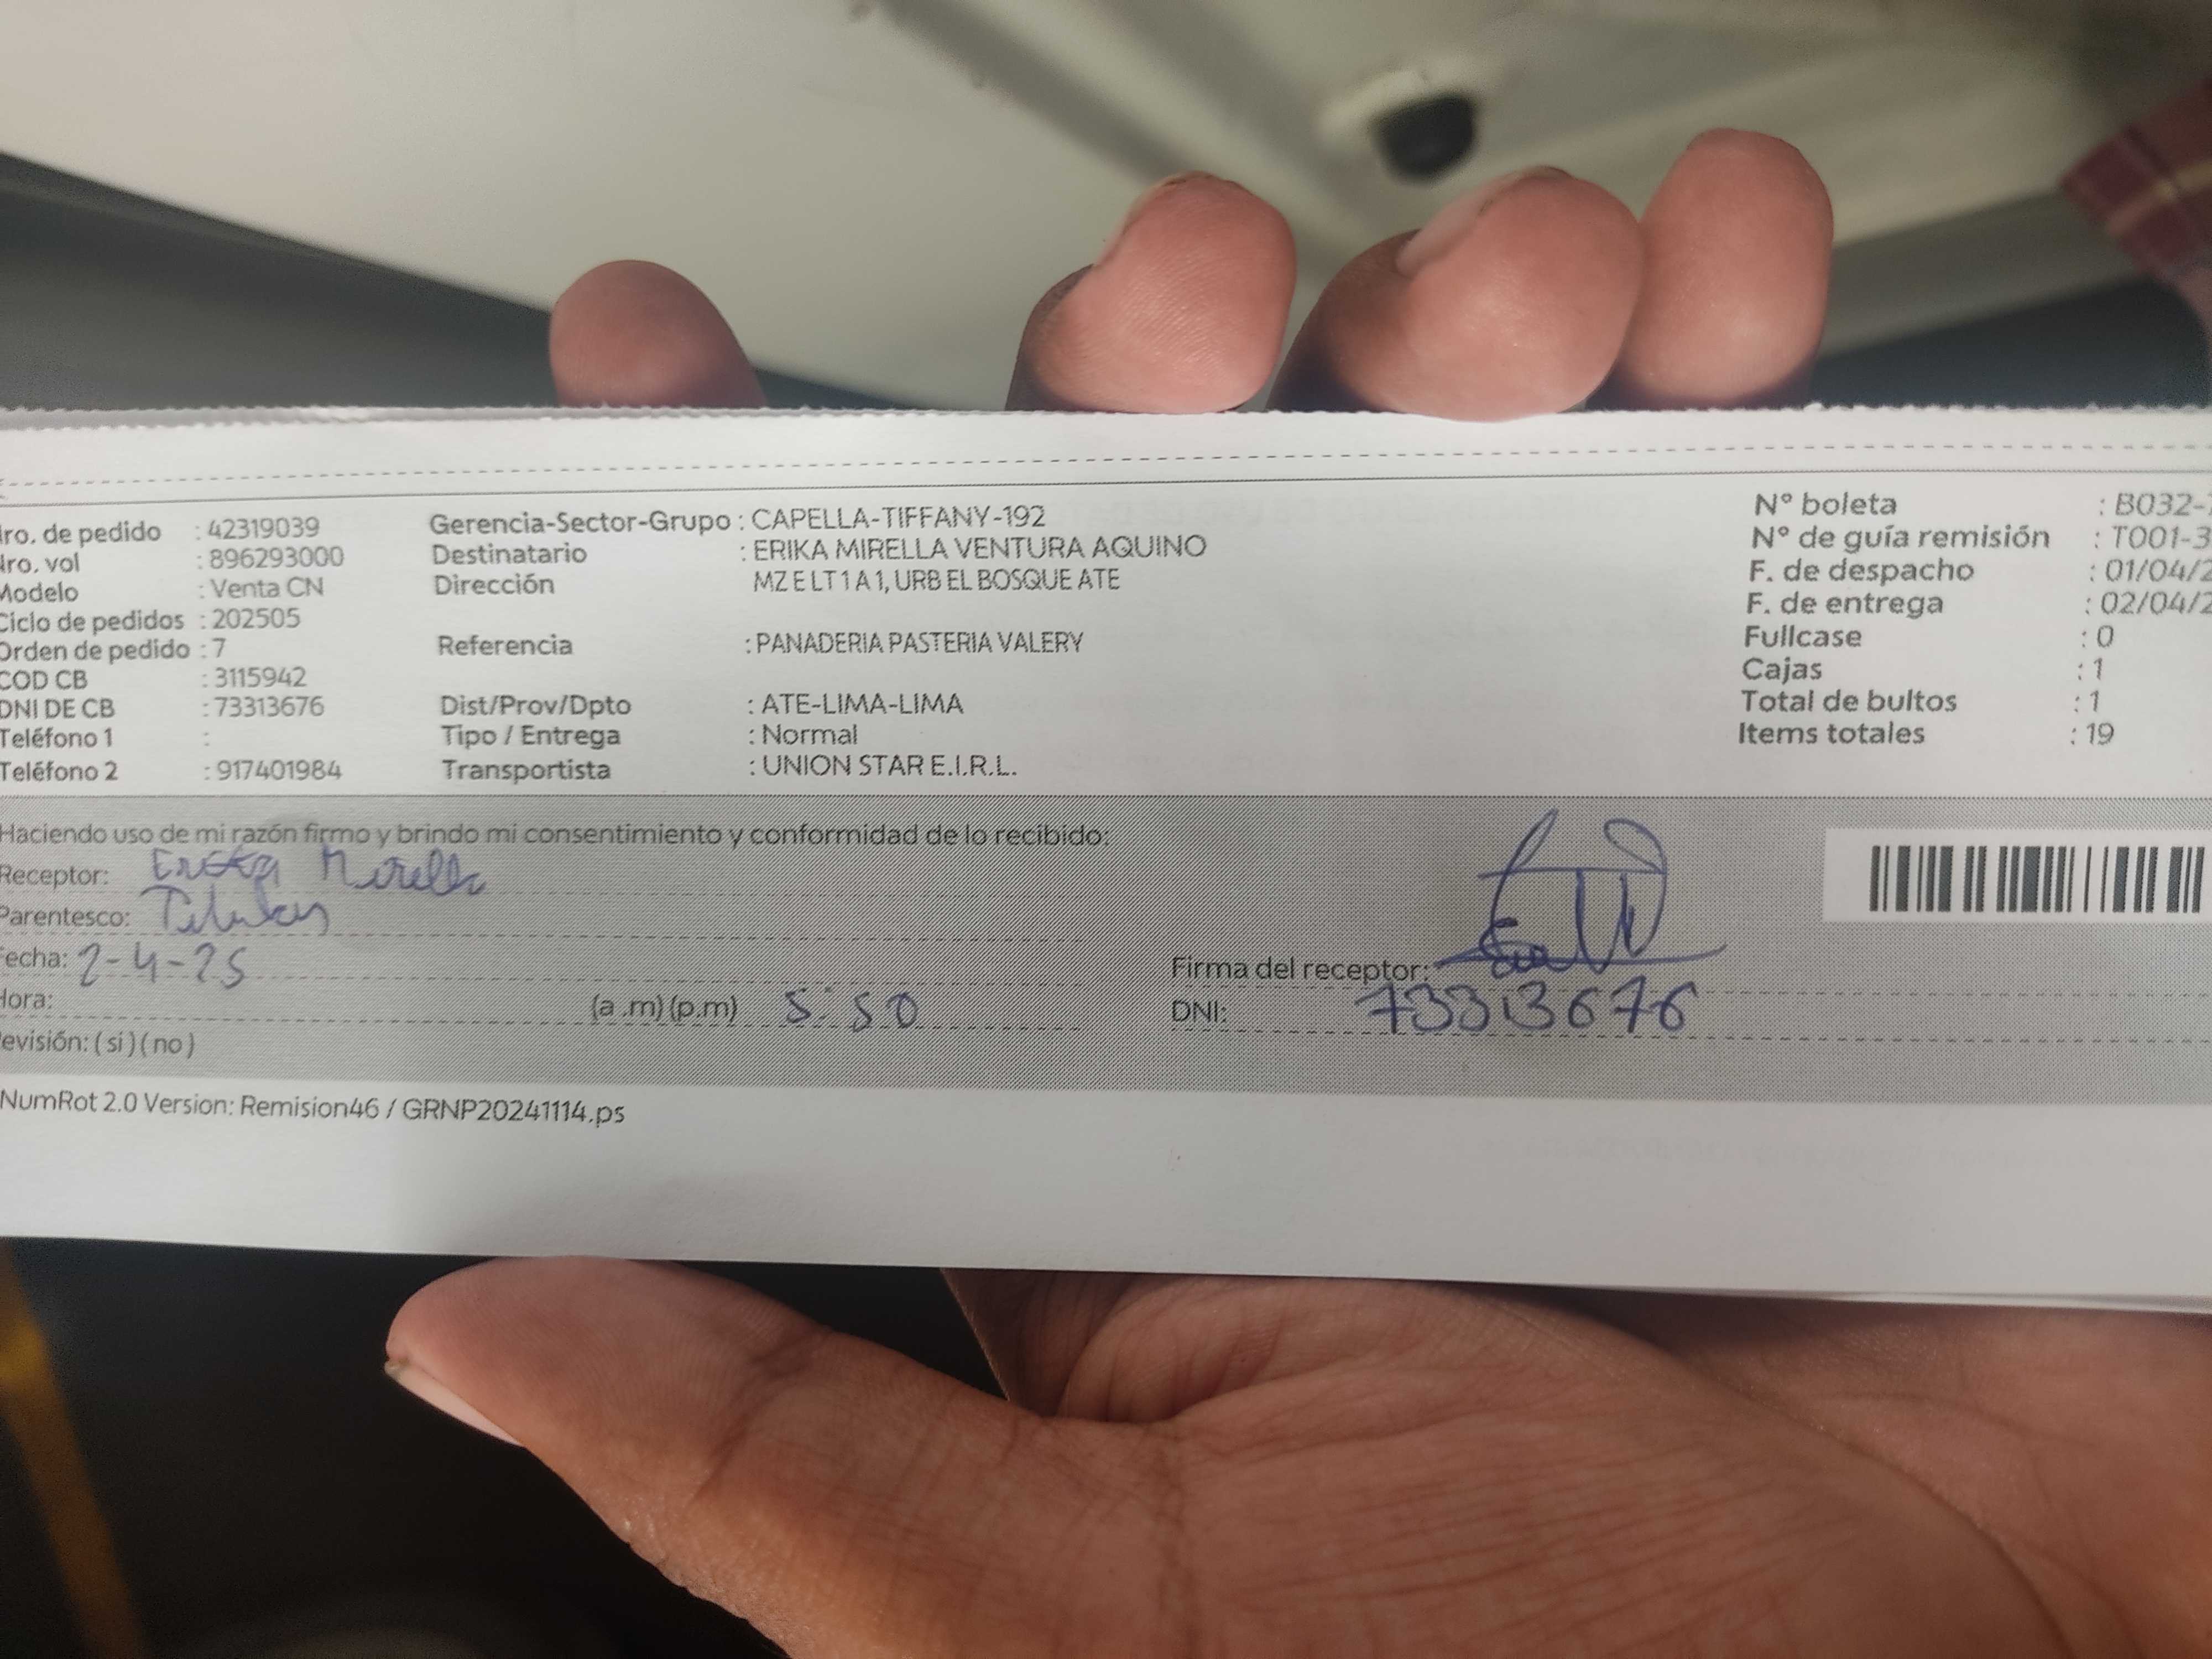 ro. de pedido : 42319039 Gerencia-Sector-Grupo : CAPELLA-TIFFANY-192 N° boleta : B032-
ro. vol : 896293000 Destinatario : ERIKA MIRELLA VENTURA AQUINO N° de guía remisión : T001-3
Modelo : Venta CN Dirección MZ E LT 1 A 1, URB EL BOSQUE ATE F. de despacho : 01/04/2
Ciclo de pedidos : 202505 F. de entrega : 02/04/2
Orden de pedido : 7 Referencia : PANADERIA PASTERIA VALERY Fullcase : 0
COD CB : 3115942 Cajas : 1
DNI DE CB : 73313676 Dist/Prov/Dpto : ATE-LIMA-LIMA Total de bultos : 1
Teléfono 1 : Tipo / Entrega : Normal Items totales : 19
Teléfono 2 : 917401984 Transportista : UNION STAR E.I.R.L.
Haciendo uso de mi razón firmo y brindo mi consentimiento y conformidad de lo recibido:
Receptor: Mirella
Parentesco: Titular
echa: 2-4-25
Hora: (a .m) (p.m) 5:50
Firma del receptor:
DNI: 73313676
evisión: ( si ) ( no )
NumRot 2.0 Version: Remision46 / GRNP20241114.ps